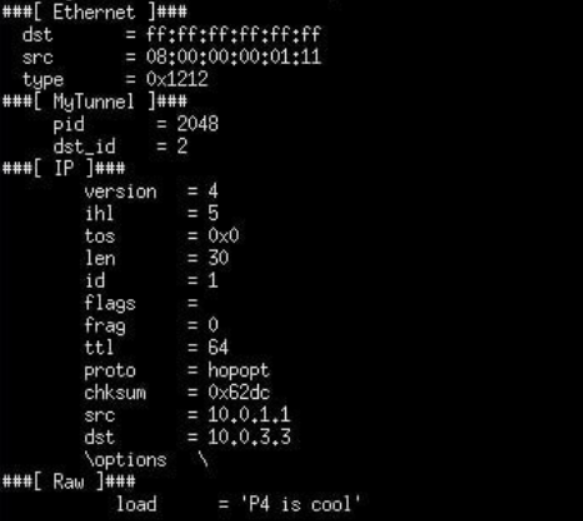 ###[ Ethernet ]###
  dst       = ff:ff:ff:ff:ff:ff
  src       = 08:00:00:00:01:11
  type      = 0x1212
###[ MyTunnel ]###
     pid       = 2048
     dst_id    = 2
###[ IP ]###
        version   = 4
        ihl       = 5
        tos       = 0x0
        len       = 30
        id        = 1
        flags     =
        frag      = 0
        ttl       = 64
        proto     = hopopt
        chksum    = 0x62dc
        src       = 10.0.1.1
        dst       = 10.0.3.3
        \options   \
###[ Raw ]###
           load      = 'P4 is cool'